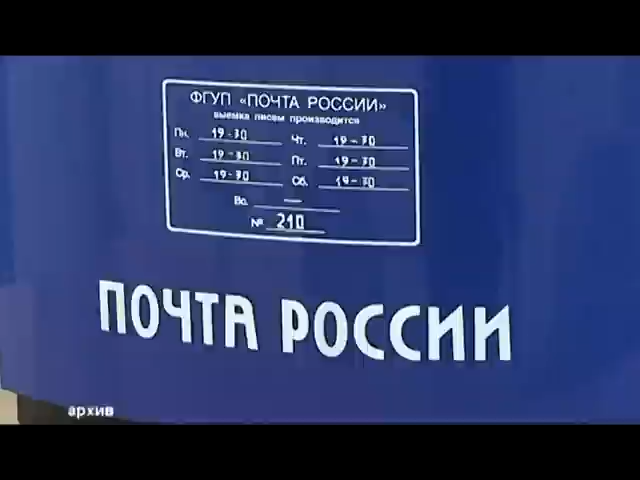 ФГУП «ПОЧТА РОССИИ»
выемка писем производится
Пн. 19-30 Чт. 19-30
Вт. 19-30 Пт. 19-30
Ср. 19-30 Сб. 19-30
Вс. —
№ 210
ПОЧТА РОССИИ
архив